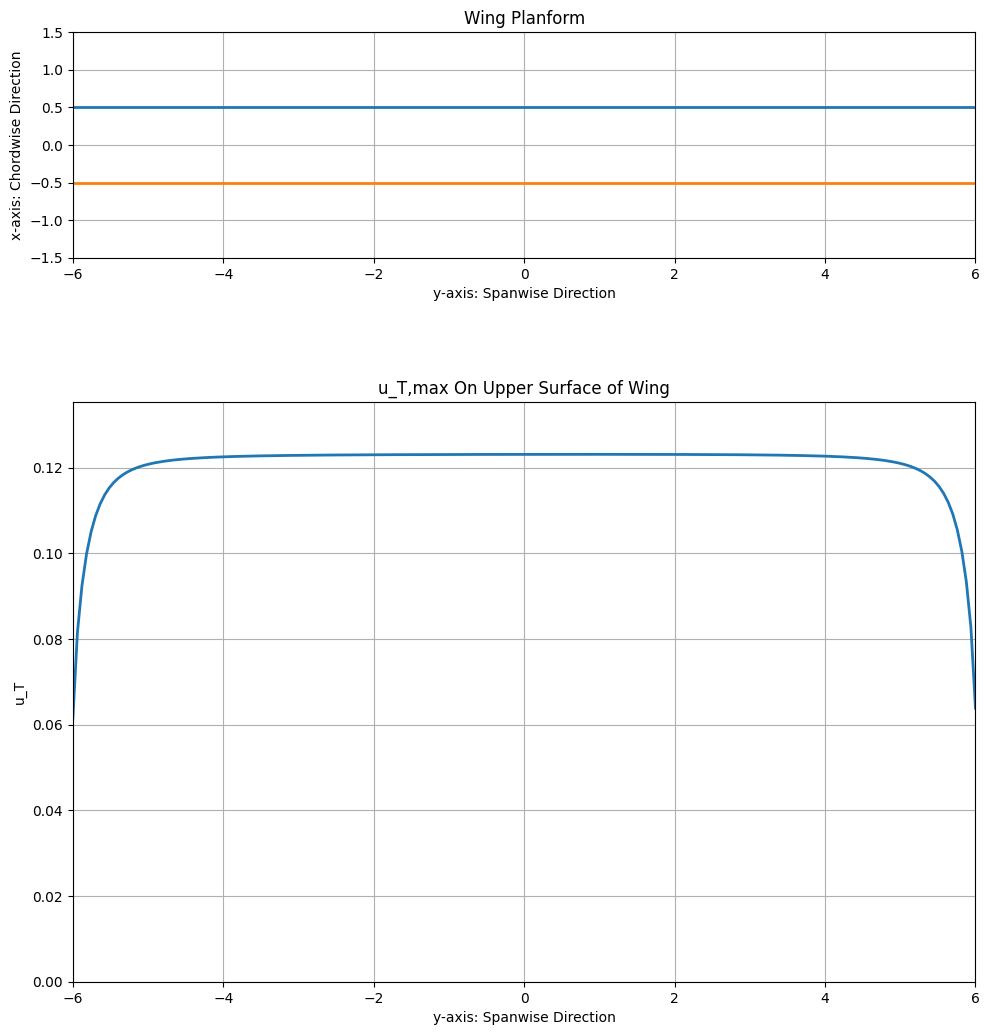 Wing Planform
x-axis: Chordwise Direction
1.5
1.0
0.5
0.0
−0.5
−1.0
−1.5
−6 −4 −2 0 2 4 6
y-axis: Spanwise Direction
u_T,max On Upper Surface of Wing
u_T
0.12
0.10
0.08
0.06
0.04
0.02
0.00
−6 −4 −2 0 2 4 6
y-axis: Spanwise Direction